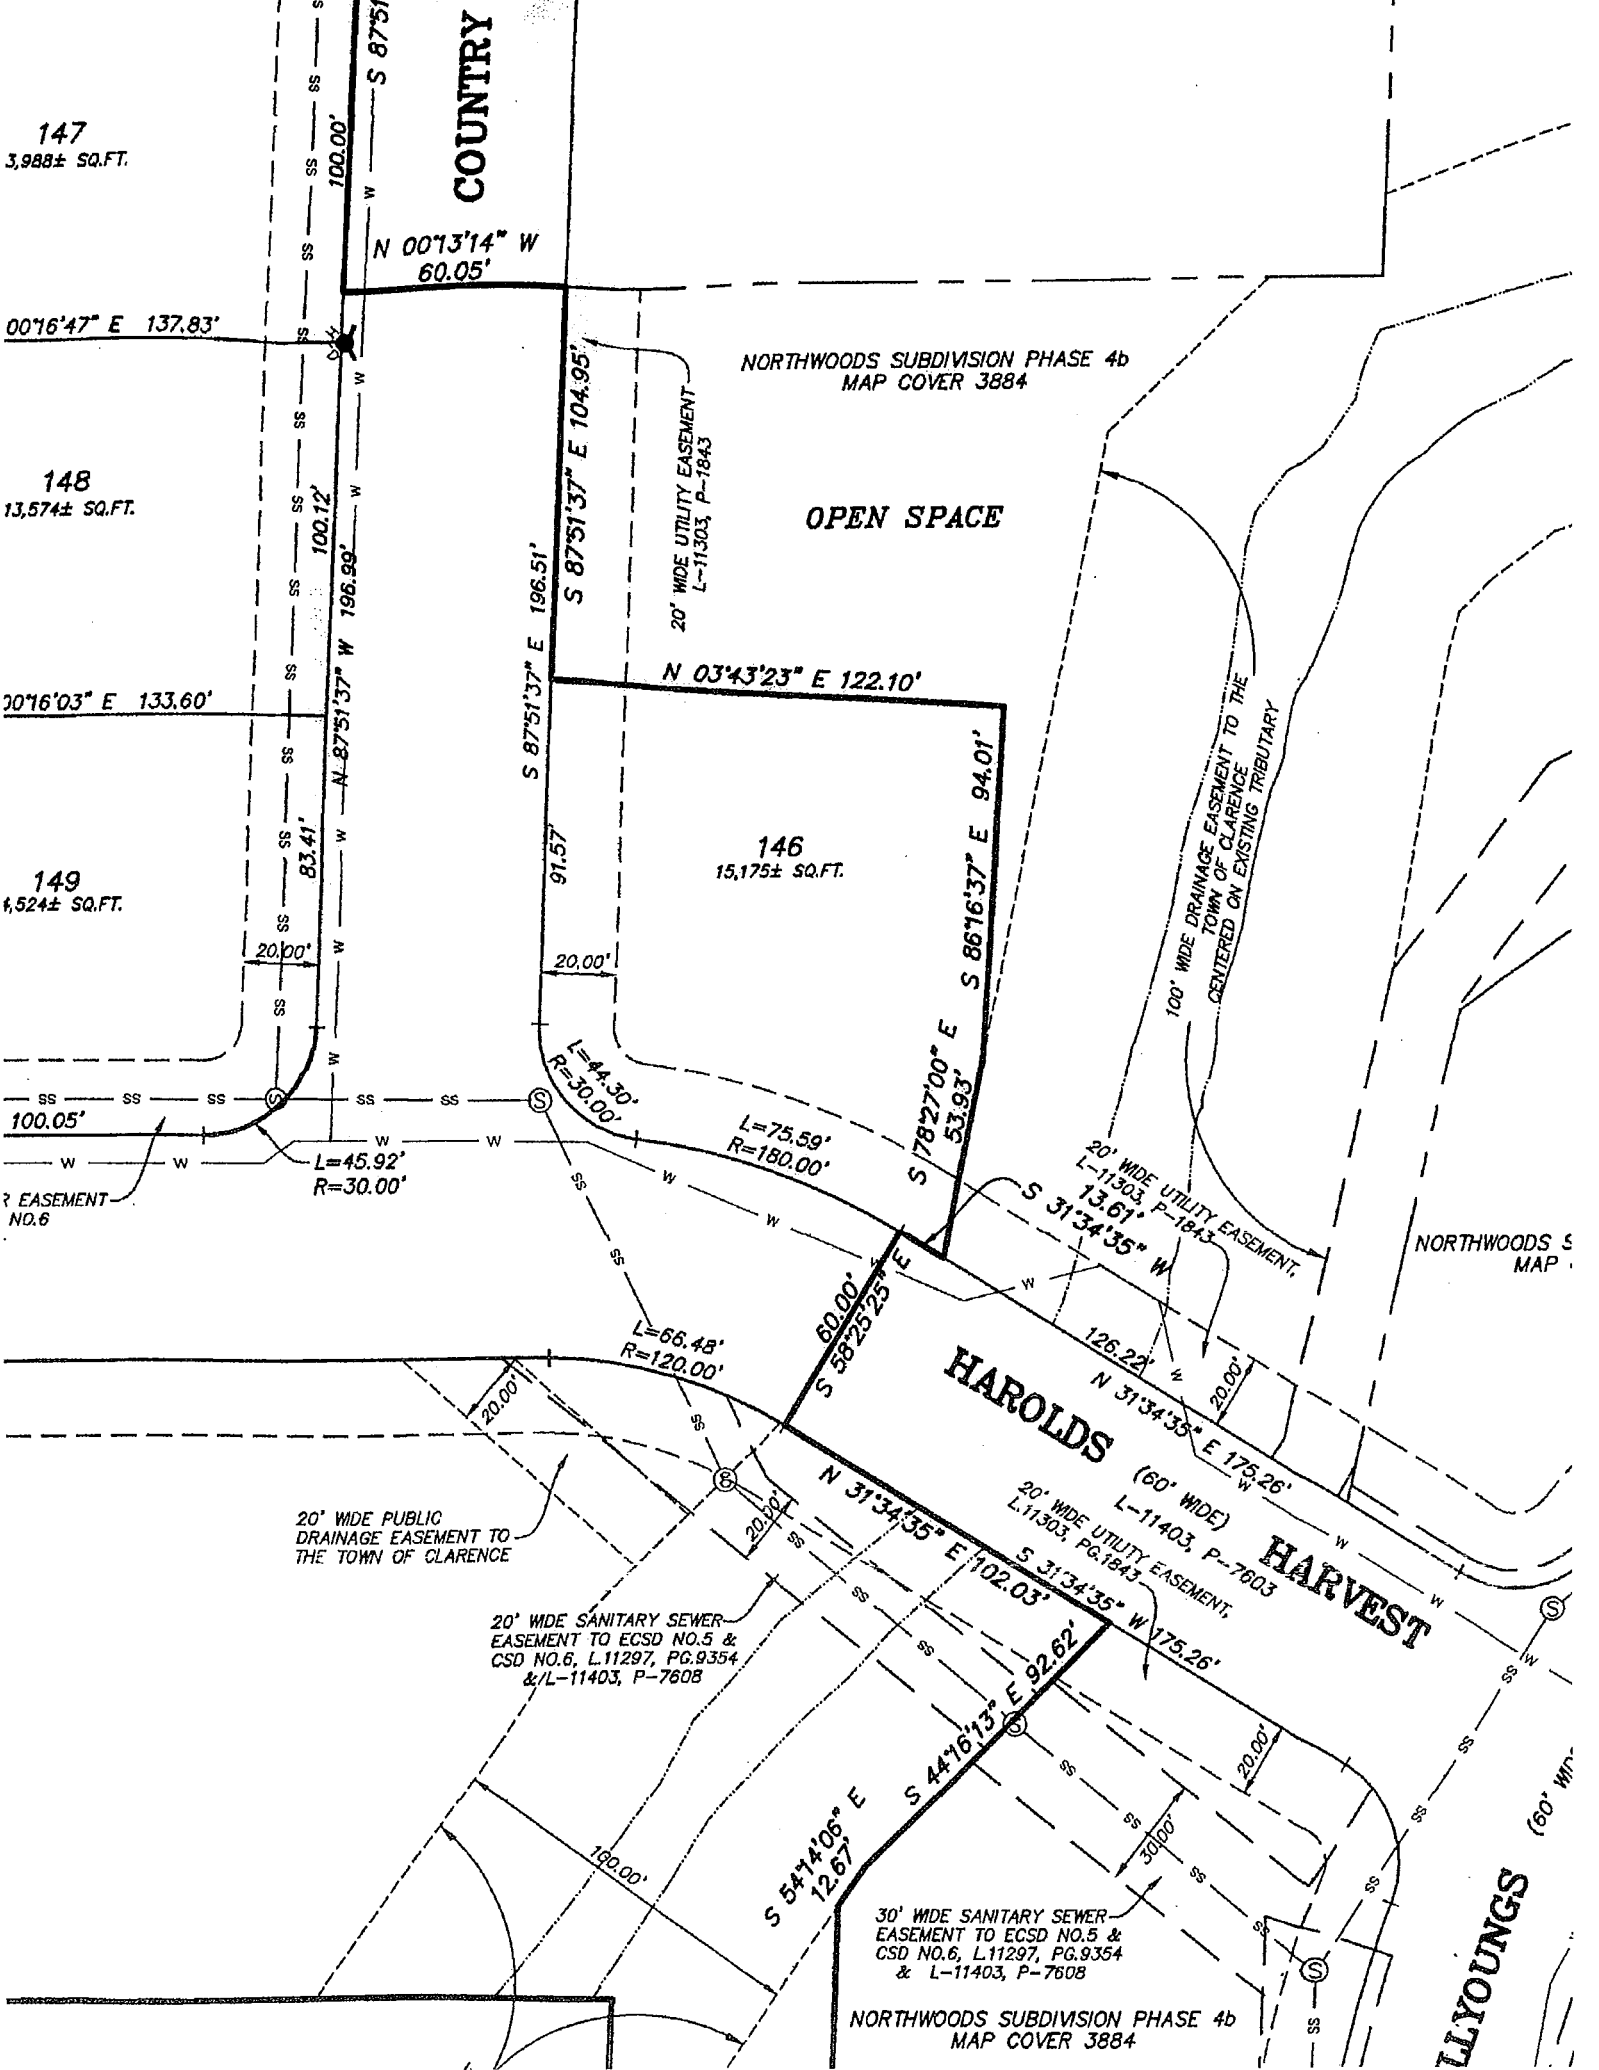 S 87°51'
COUNTRY
147
3,988± SQ.FT.
100.00'
N 00°13'14" W
60.05'
00°16'47" E 137.83'
NORTHWOODS SUBDIVISION PHASE 4b
MAP COVER 3884
S 87°51'37" E 104.95'
20' WIDE UTILITY EASEMENT
L-11303, P-1843
148
13,574± SQ.FT.
100.12'
N 87°51'37" W 196.99'
S 87°51'37" E 196.51'
OPEN SPACE
N 03°43'23" E 122.10'
00°16'03" E 133.60'
100' WIDE DRAINAGE EASEMENT TO THE
TOWN OF CLARENCE
CENTERED ON EXISTING TRIBUTARY
S 86°16'37" E 94.01'
146
15,175± SQ.FT.
91.57'
83.41'
149
4,524± SQ.FT.
20.00'
20.00'
L=44.30'
R=30.00'
S 78°27'00" E
53.93'
100.05'
L=75.59'
R=180.00'
L=45.92'
R=30.00'
R EASEMENT
NO.6
20' WIDE UTILITY EASEMENT,
L-11303, P-1843
13.61'
S 31°34'35" W
NORTHWOODS S
MAP
60.00'
S 58°25'25" E
L=66.48'
R=120.00'
20.00'
HAROLDS
126.22'
N 31°34'35" E 175.26'
20.00'
(60' WIDE)
L-11403, P-7603
HARVEST
N 31°34'35" E 102.03'
20' WIDE UTILITY EASEMENT,
L.11303, PG.1843
S 31°34'35" W 175.26'
20' WIDE PUBLIC
DRAINAGE EASEMENT TO
THE TOWN OF CLARENCE
20.00'
20' WIDE SANITARY SEWER
EASEMENT TO ECSD NO.5 &
CSD NO.6, L.11297, PG.9354
& L-11403, P-7608
S 44°16'13" E 92.62'
20.00'
S 54°14'06" E
12.67'
100.00'
30.00'
(60' WID
30' WIDE SANITARY SEWER
EASEMENT TO ECSD NO.5 &
CSD NO.6, L.11297, PG.9354
& L-11403, P-7608
LLYOUNGS
NORTHWOODS SUBDIVISION PHASE 4b
MAP COVER 3884